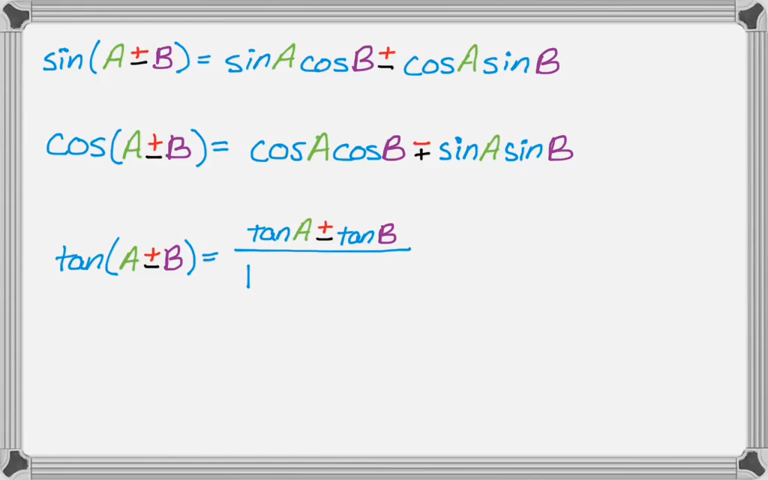 sin(A±B)= sinAcosB±cosAsinB
cos(A±B)= cosAcosB∓sinAsinB
tan(A±B)= tanA±tanB
1